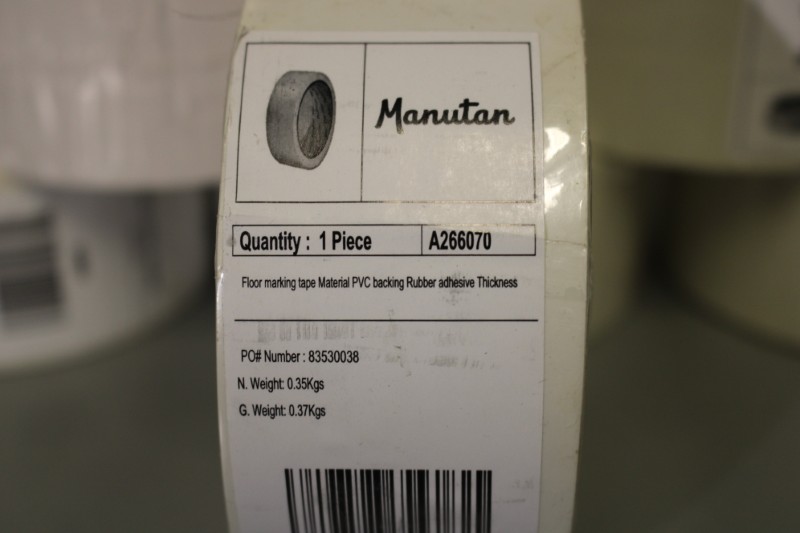 Manutan
Quantity : 1 Piece A266070
Floor marking tape Material PVC backing Rubber adhesive Thickness
PO# Number : 83530038
N. Weight: 0.35Kgs
G. Weight: 0.37Kgs